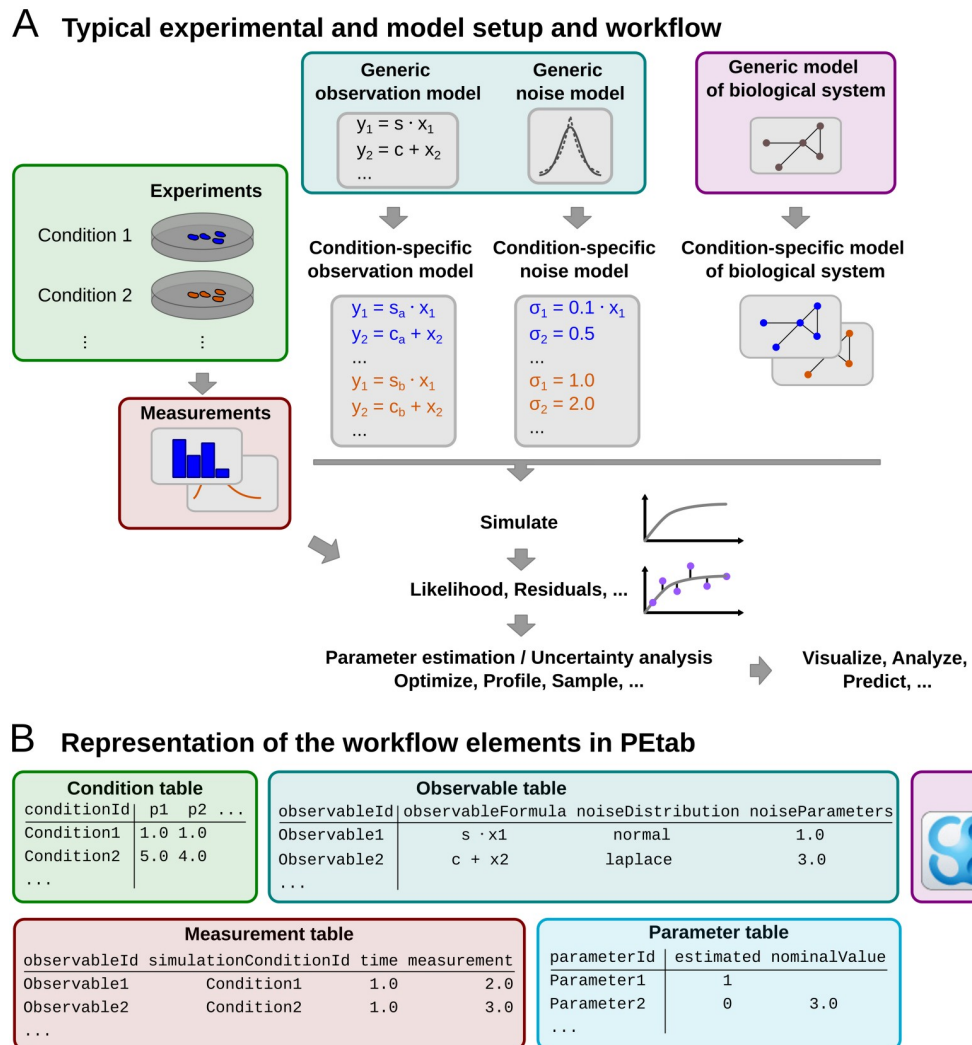 A Typical experimental and model setup and workflow
Generic observation model
y₁ = s · x₁
y₂ = c + x₂
...
Generic noise model
Generic model of biological system
Experiments
Condition 1
Condition 2
⋮ ⋮
Measurements
Condition-specific observation model
y₁ = sₐ · x₁
y₂ = cₐ + x₂
...
y₁ = s_b · x₁
y₂ = c_b + x₂
...
Condition-specific noise model
σ₁ = 0.1 · x₁
σ₂ = 0.5
...
σ₁ = 1.0
σ₂ = 2.0
...
Condition-specific model of biological system
Simulate
Likelihood, Residuals, ...
Parameter estimation / Uncertainty analysis
Optimize, Profile, Sample, ...
Visualize, Analyze,
Predict, ...
B Representation of the workflow elements in PEtab
Condition table
conditionId p1 p2 ...
Condition1 1.0 1.0
Condition2 5.0 4.0
...
Observable table
observableId observableFormula noiseDistribution noiseParameters
Observable1 s · x1 normal 1.0
Observable2 c + x2 laplace 3.0
...
Measurement table
observableId simulationConditionId time measurement
Observable1 Condition1 1.0 2.0
Observable2 Condition2 1.0 3.0
...
Parameter table
parameterId estimated nominalValue
Parameter1 1
Parameter2 0 3.0
...